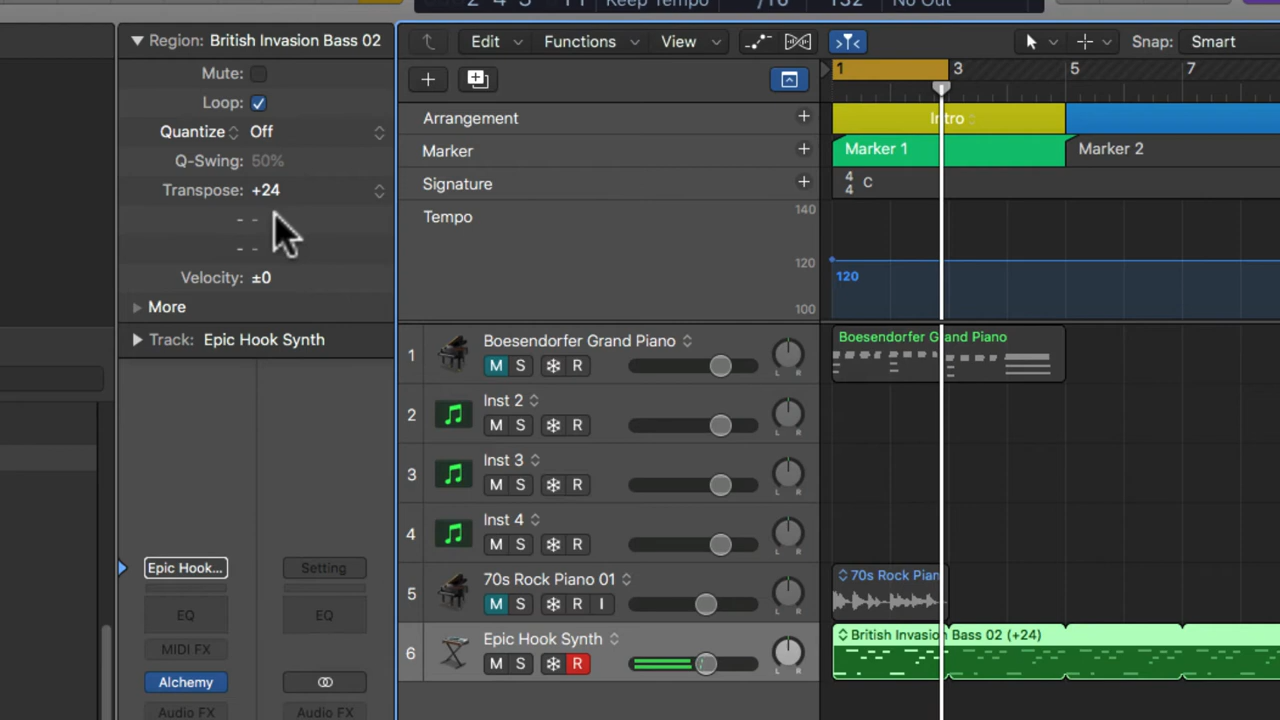 Keep Tempo /16 132 No Out
Region: British Invasion Bass 02
Edit Functions View Snap: Smart
Mute:
Loop:
1 3 5 7
Quantize Off
Arrangement +
Intro
Q-Swing: 50%
Marker +
Marker 1 Marker 2
Transpose: +24
Signature +
4
4 C
- -
Tempo 140
- -
120
120
Velocity: ±0
100
More
Track: Epic Hook Synth
1 Boesendorfer Grand Piano
M S R L R
Boesendorfer Grand Piano
2 Inst 2
M S R L R
3 Inst 3
M S R L R
4 Inst 4
M S R L R
5 70s Rock Piano 01
M S R I L R
70s Rock Pian
6 Epic Hook Synth
M S R L R
British Invasion Bass 02 (+24)
Epic Hook... Setting
EQ EQ
MIDI FX
Alchemy
Audio FX Audio FX